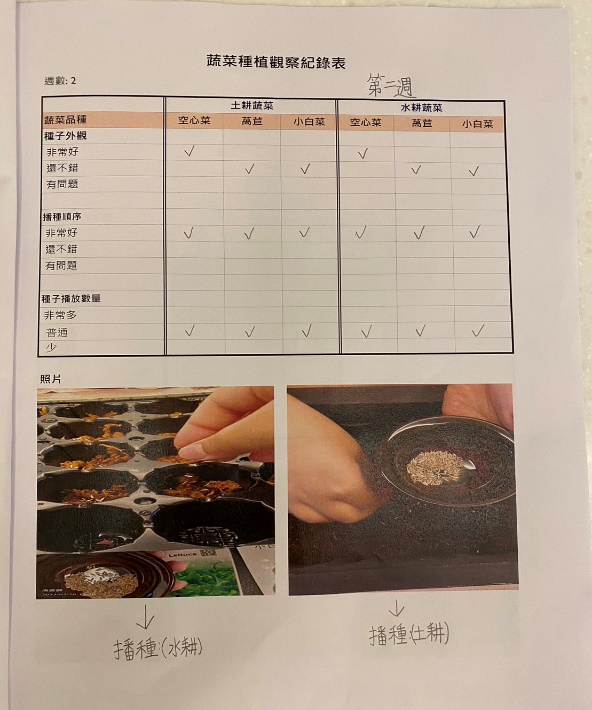 蔬菜種植觀察紀錄表
週數: 2
第二週
土耕蔬菜 水耕蔬菜
蔬菜品種 空心菜 萵苣 小白菜 空心菜 萵苣 小白菜
種子外觀
非常好 ✓ ✓
還不錯 ✓ ✓ ✓ ✓
有問題
播種順序
非常好 ✓ ✓ ✓ ✓ ✓ ✓
還不錯
有問題
種子播放數量
非常多
普通 ✓ ✓ ✓ ✓ ✓ ✓
少
照片
Lettuce
播種:(水耕)
播種:(土耕)